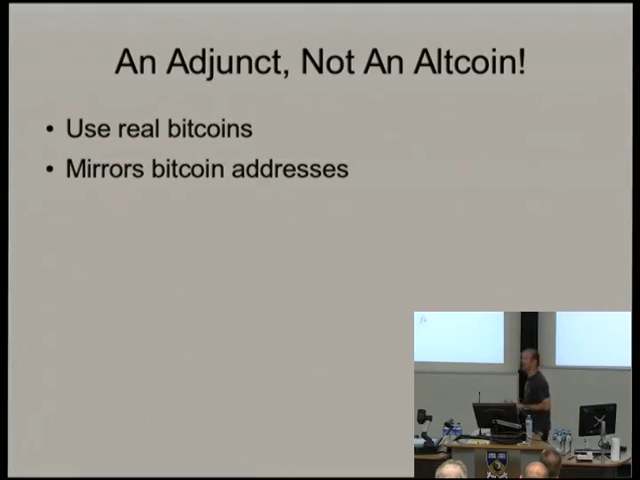 An Adjunct, Not An Altcoin!
• Use real bitcoins
• Mirrors bitcoin addresses